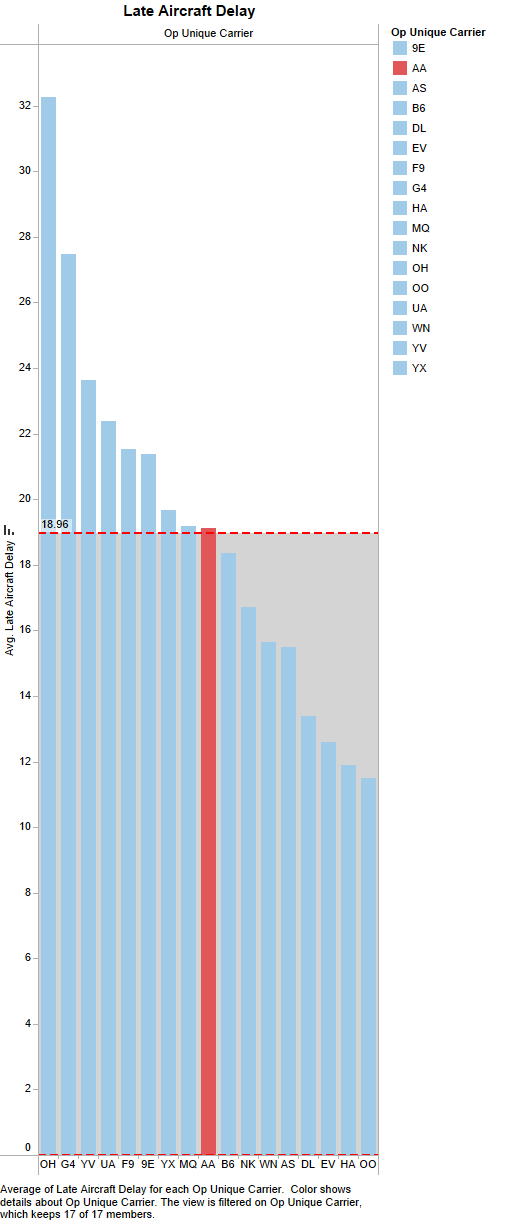 Late Aircraft Delay
Op Unique Carrier
32
30
28
26
24
22
20
18
16
14
12
10
8
6
4
2
0
Avg. Late Aircraft Delay
18.96
OH G4 YV UA F9 9E YX MQ AA B6 NK WN AS DL EV HA OO
Op Unique Carrier
9E
AA
AS
B6
DL
EV
F9
G4
HA
MQ
NK
OH
OO
UA
WN
YV
YX
Average of Late Aircraft Delay for each Op Unique Carrier.  Color shows
details about Op Unique Carrier. The view is filtered on Op Unique Carrier,
which keeps 17 of 17 members.